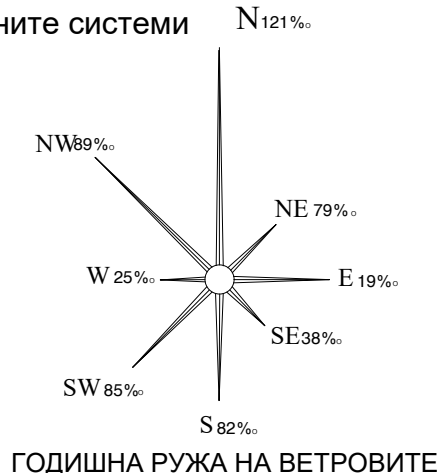 ните системи
N121‰
NW89‰
NE 79‰
W 25‰
E 19‰
SE38‰
SW 85‰
S 82‰
ГОДИШНА РУЖА НА ВЕТРОВИТЕ